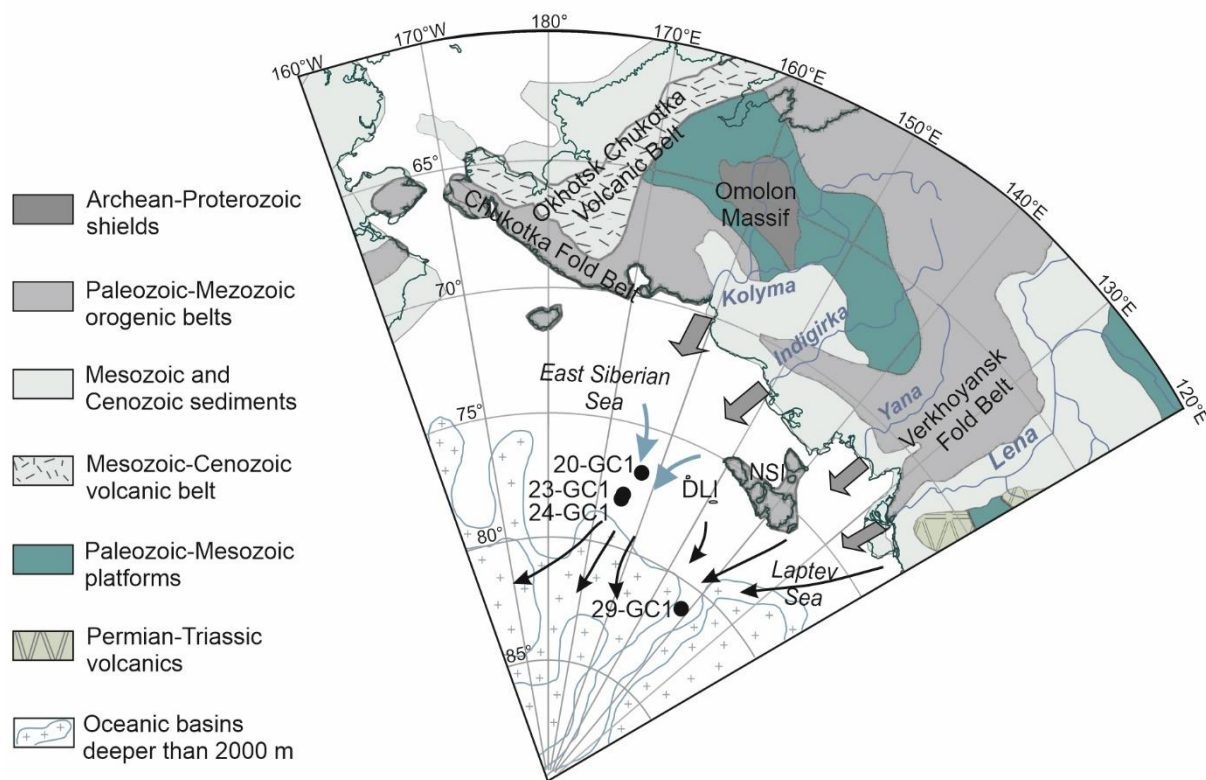 160°W
170°W
180°
170°E
160°E
150°E
140°E
130°E
120°E
65°
70°
75°
80°
85°
Archean-Proterozoic
shields
Paleozoic-Mezozoic
orogenic belts
Mesozoic and
Cenozoic sediments
Mesozoic-Cenozoic
volcanic belt
Paleozoic-Mesozoic
platforms
Permian-Triassic
volcanics
Oceanic basins
deeper than 2000 m
Okhotsk Chukotka
Volcanic Belt
Chukotka Fold Belt
Omolon
Massif
Kolyma
Indigirka
Yana
Verkhoyansk
Fold Belt
Lena
East Siberian
Sea
20-GC1
23-GC1
24-GC1
DLI
NSI
Laptev
Sea
29-GC1